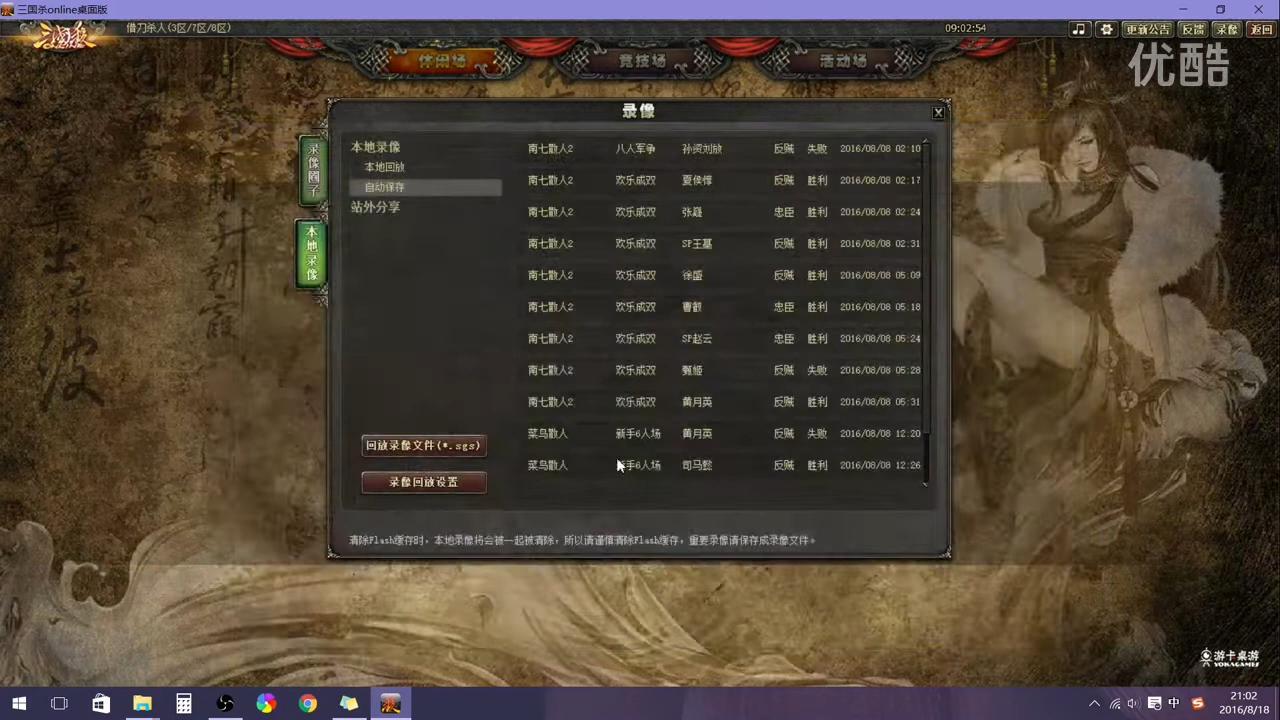 三国杀online桌面版
三国杀
借刀杀人(3区/7区/8区)
09:02:54
更新公告
反馈
录像
返回
休闲场
竞技场
活动场
优酷
录像
录像圈子
本地录像
本地录像
本地回放
自动保存
站外分享
南七散人2 八人军争 孙资刘放 反贼 失败 2016/08/08 02:10
南七散人2 欢乐成双 夏侯惇 反贼 胜利 2016/08/08 02:17
南七散人2 欢乐成双 张嶷 忠臣 胜利 2016/08/08 02:24
南七散人2 欢乐成双 SP王基 反贼 胜利 2016/08/08 02:31
南七散人2 欢乐成双 徐盛 反贼 胜利 2016/08/08 05:09
南七散人2 欢乐成双 曹叡 忠臣 胜利 2016/08/08 05:18
南七散人2 欢乐成双 SP赵云 忠臣 胜利 2016/08/08 05:24
南七散人2 欢乐成双 甄姬 反贼 失败 2016/08/08 05:28
南七散人2 欢乐成双 黄月英 反贼 胜利 2016/08/08 05:31
菜鸟散人 新手6人场 黄月英 反贼 失败 2016/08/08 12:20
菜鸟散人 新手6人场 司马懿 反贼 胜利 2016/08/08 12:26
回放录像文件(*.sgs)
录像回放设置
清除Flash缓存时，本地录像将会被一起被清除，所以请谨慎清除Flash缓存，重要录像请保存成录像文件。
游卡桌游
YOKAGAMES
中
21:02
2016/8/18